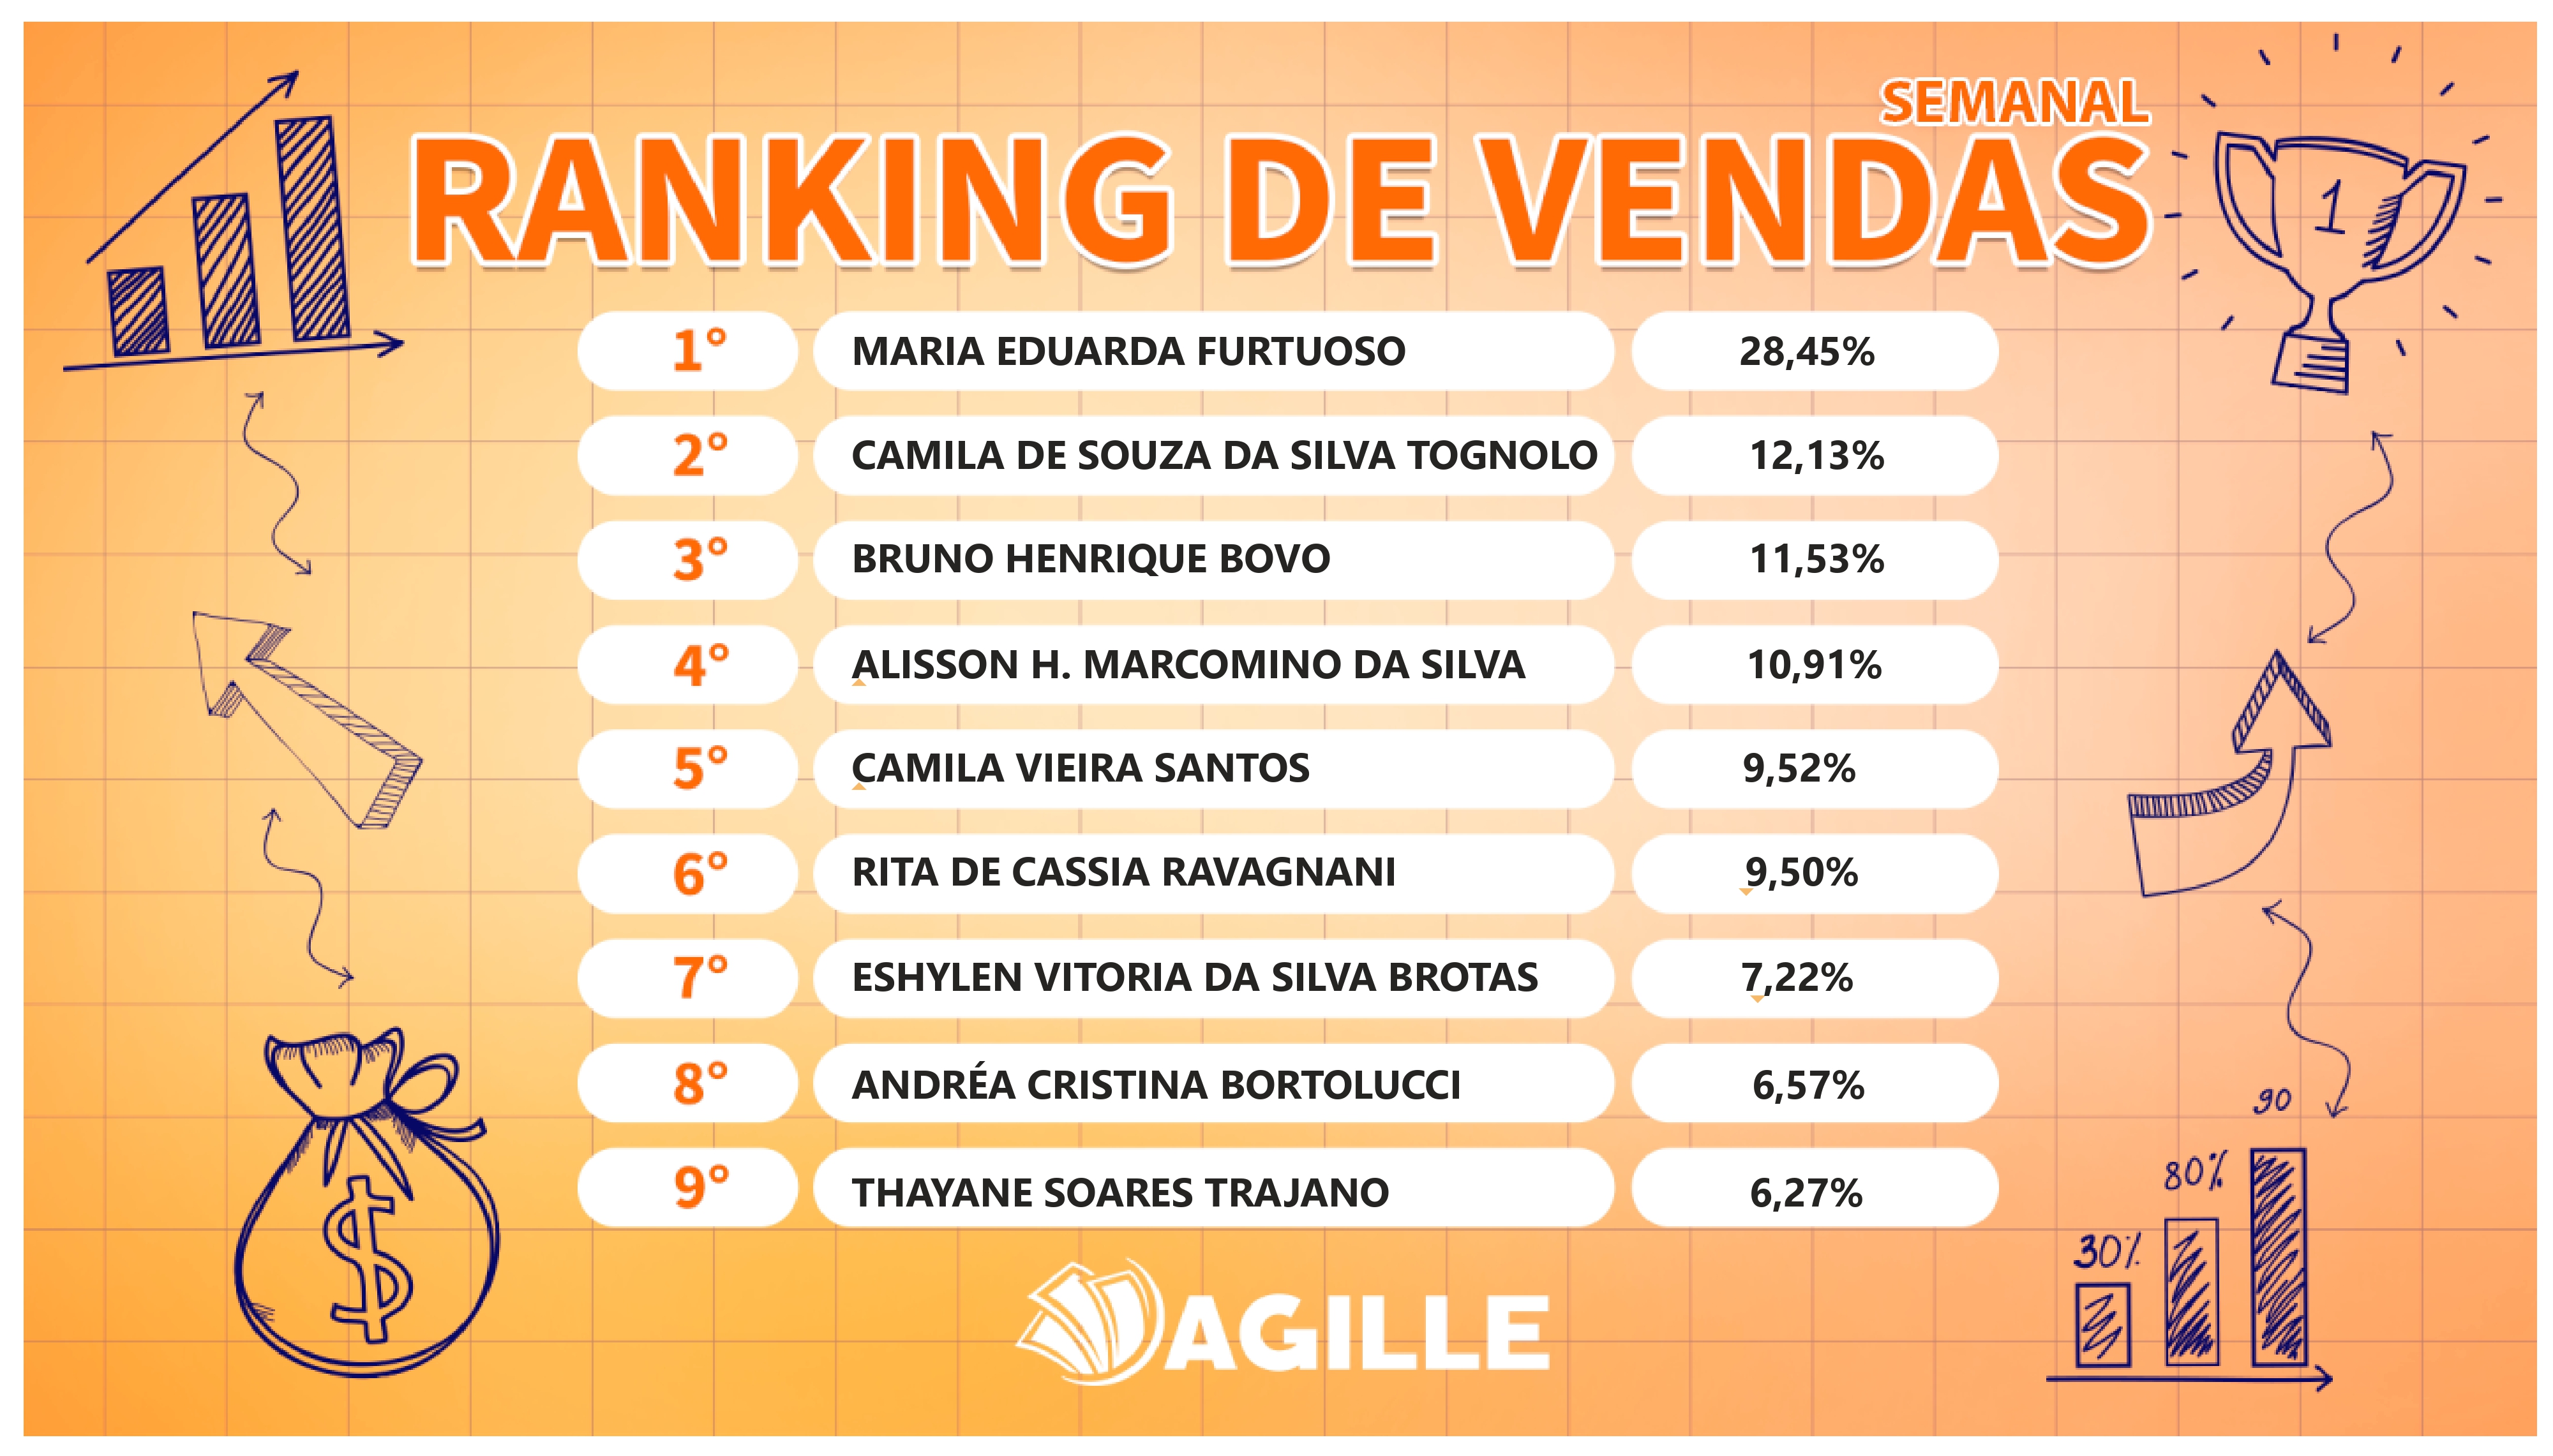 SEMANAL
RANKING DE VENDAS
1
1° MARIA EDUARDA FURTUOSO 28,45%
2° CAMILA DE SOUZA DA SILVA TOGNOLO 12,13%
3° BRUNO HENRIQUE BOVO 11,53%
4° ALISSON H. MARCOMINO DA SILVA 10,91%
5° CAMILA VIEIRA SANTOS 9,52%
6° RITA DE CASSIA RAVAGNANI 9,50%
7° ESHYLEN VITORIA DA SILVA BROTAS 7,22%
8° ANDRÉA CRISTINA BORTOLUCCI 6,57%
9° THAYANE SOARES TRAJANO 6,27%
$
90
80%
30%
AGILLE